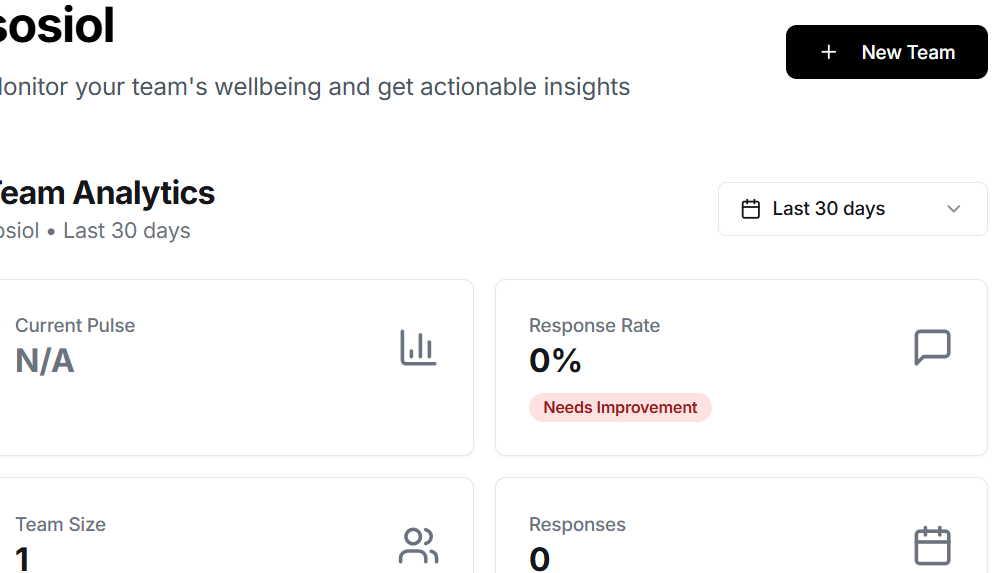 sosiol
New Team
onitor your team's wellbeing and get actionable insights
Team Analytics
Last 30 days
osiol • Last 30 days
Current Pulse
N/A
Response Rate
0%
Needs Improvement
Team Size
1
Responses
0